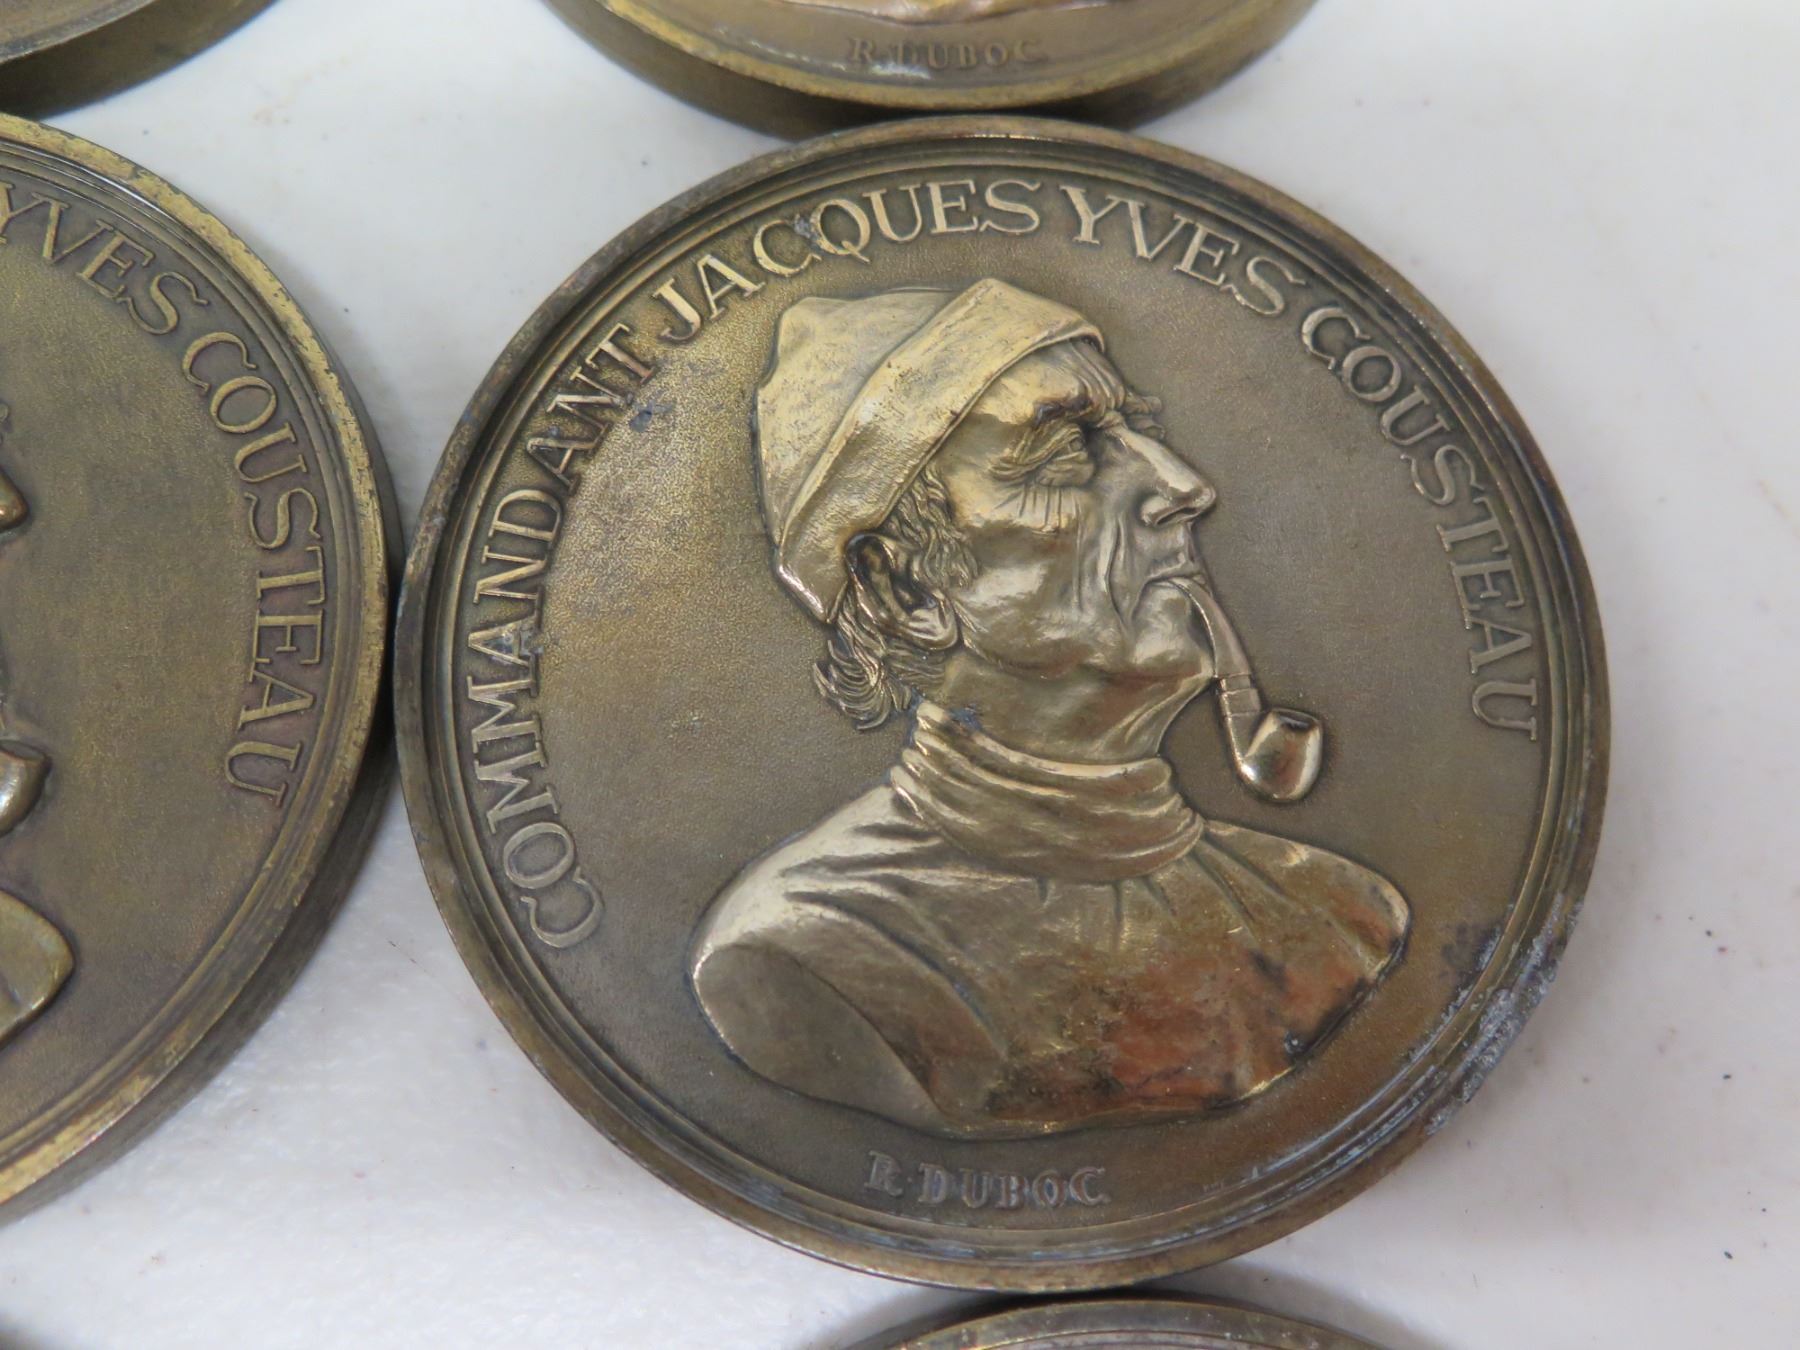 R·DUBOC
YVES COUSTEAU
COMMANDANT JACQUES YVES COUSTEAU
R·DUBOC